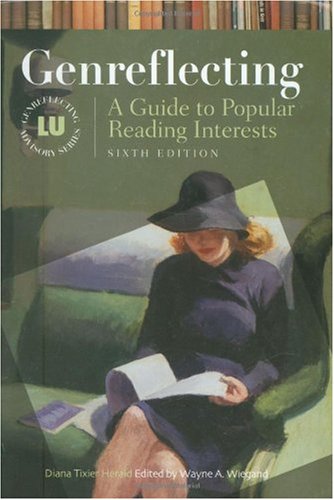 Genreflecting
GENREFLECTING
ADVISORY SERIES
LU
A Guide to Popular
Reading Interests
SIXTH EDITION
Diana Tixier Herald Edited by Wayne A. Wiegand